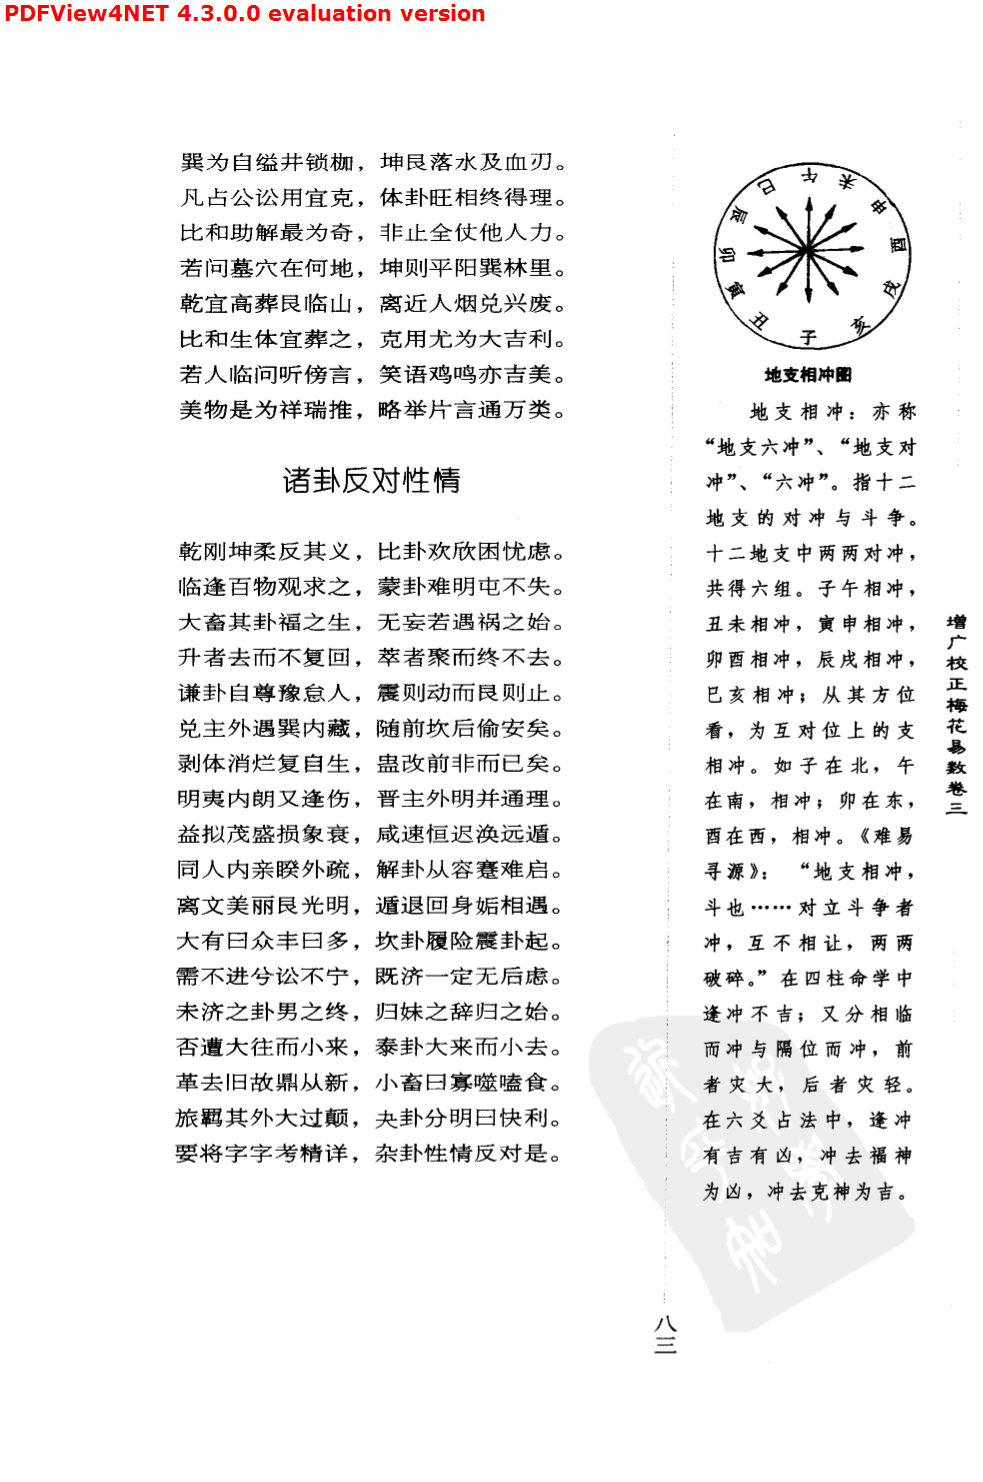 PDFView4NET 4.3.0.0 evaluation version
巽为自缢井锁枷，坤艮落水及血刃。
凡占公讼用宜克，体卦旺相终得理。
比和助解最为奇，非止全仗他人力。
若问墓穴在何地，坤则平阳巽林里。
乾宜高葬艮临山，离近人烟兑兴废。
比和生体宜葬之，克用尤为大吉利。
若人临问听傍言，笑语鸡鸣亦吉美。
美物是为祥瑞推，略举片言通万类。
诸卦反对性情
乾刚坤柔反其义，比卦欢欣困忧虑。
临逢百物观求之，蒙卦难明屯不失。
大畜其卦福之生，无妄若遇祸之始。
升者去而不复回，萃者聚而终不去。
谦卦自尊豫怠人，震则动而艮则止。
兑主外遇巽内藏，随前坎后偷安矣。
剥体消烂复自生，蛊改前非而已矣。
明夷内朗又逢伤，晋主外明并通理。
益拟茂盛损象衰，咸速恒迟涣远遁。
同人内亲睽外疏，解卦从容蹇难启。
离文美丽艮光明，遁退回身姤相遇。
大有曰众丰曰多，坎卦履险震卦起。
需不进兮讼不宁，既济一定无后虑。
未济之卦男之终，归妹之辞归之始。
否遭大往而小来，泰卦大来而小去。
革去旧故鼎从新，小畜曰寡噬嗑食。
旅羁其外大过颠，夬卦分明曰快利。
要将字字考精详，杂卦性情反对是。
巳 午 未
辰 申
卯 酉
寅 戌
丑 子 亥
地支相冲图
地支相冲：亦称
“地支六冲”、“地支对
冲”、“六冲”。指十二
地支的对冲与斗争。
十二地支中两两对冲，
共得六组。子午相冲，
丑未相冲，寅申相冲，
卯酉相冲，辰戌相冲，
巳亥相冲；从其方位
看，为互对位上的支
相冲。如子在北，午
在南，相冲；卯在东，
酉在西，相冲。《难易
寻源》：“地支相冲，
斗也……对立斗争者
冲，互不相让，两两
破碎。”在四柱命学中
逢冲不吉；又分相临
而冲与隔位而冲，前
者灾大，后者灾轻。
在六爻占法中，逢冲
有吉有凶，冲去福神
为凶，冲去克神为吉。
增广校正梅花易数卷三
八三